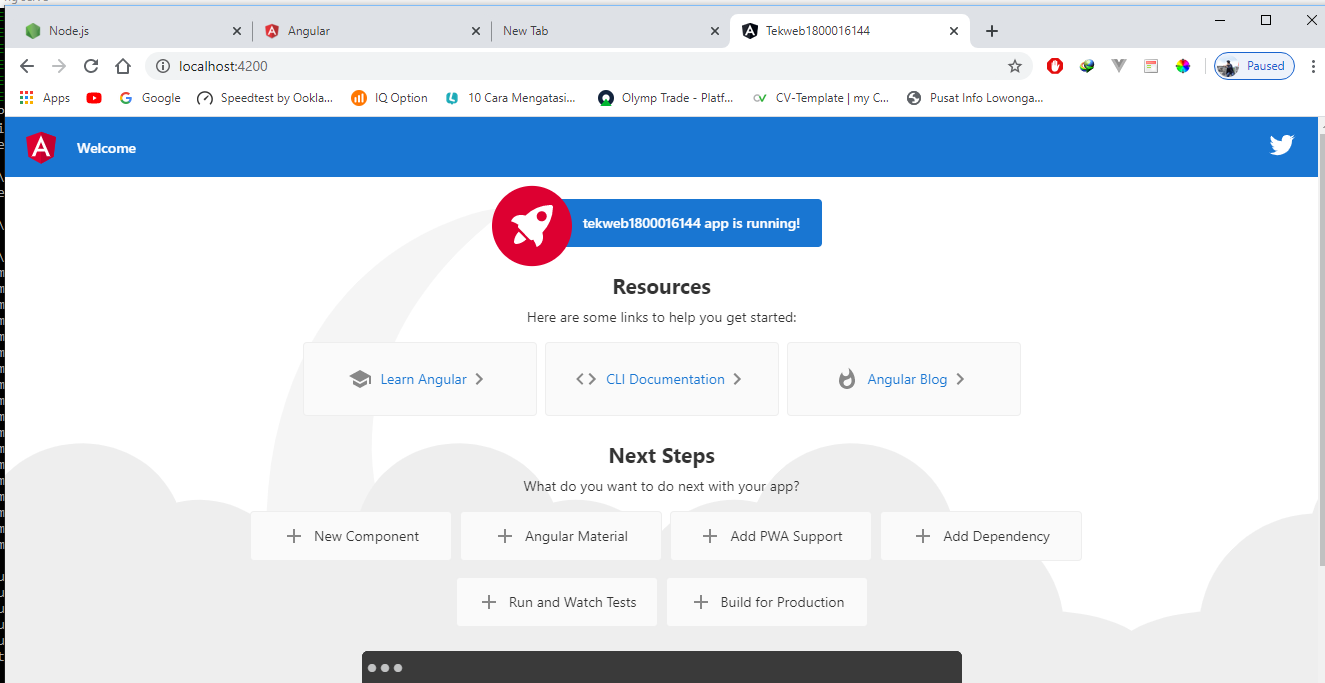 Node.js
Angular
New Tab
Tekweb1800016144
localhost:4200
Paused
Apps
Google
Speedtest by Ookla...
IQ Option
10 Cara Mengatasi...
Olymp Trade - Platf...
CV-Template | my C...
Pusat Info Lowonga...
Welcome
tekweb1800016144 app is running!
Resources
Here are some links to help you get started:
Learn Angular
CLI Documentation
Angular Blog
Next Steps
What do you want to do next with your app?
New Component
Angular Material
Add PWA Support
Add Dependency
Run and Watch Tests
Build for Production